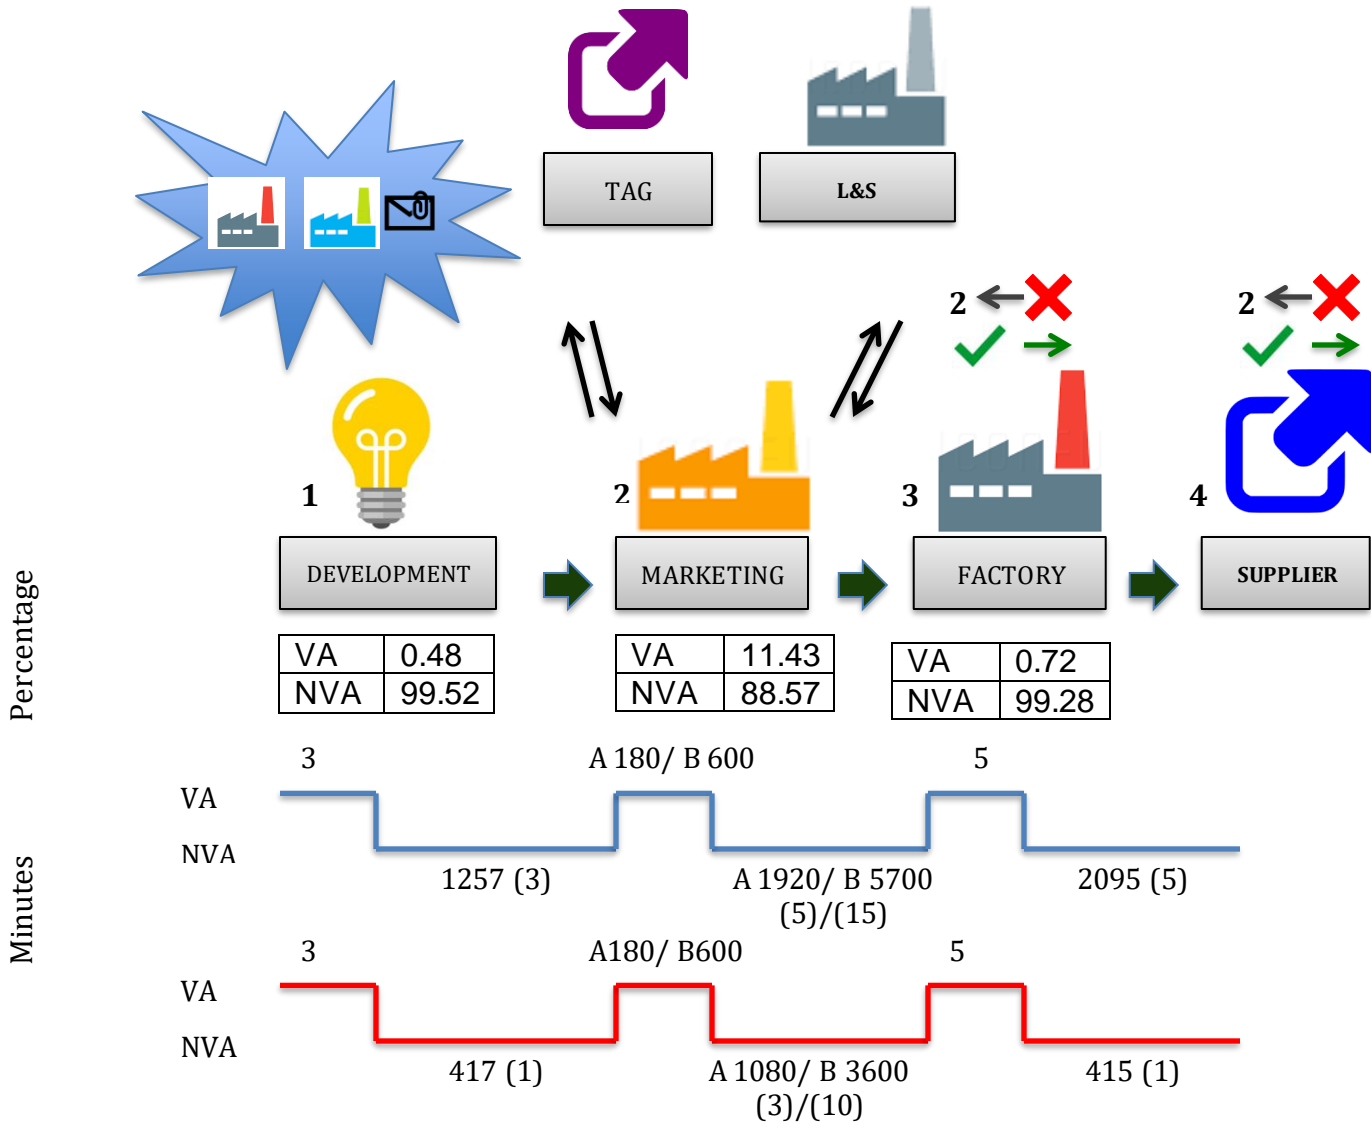 TAG
L&S
2
2
1
2
3
4
DEVELOPMENT
MARKETING
FACTORY
SUPPLIER
Percentage
VA 0.48
NVA 99.52
VA 11.43
NVA 88.57
VA 0.72
NVA 99.28
Minutes
3
A 180/ B 600
5
VA
NVA
1257 (3)
A 1920/ B 5700
(5)/(15)
2095 (5)
3
A180/ B600
5
VA
NVA
417 (1)
A 1080/ B 3600
(3)/(10)
415 (1)